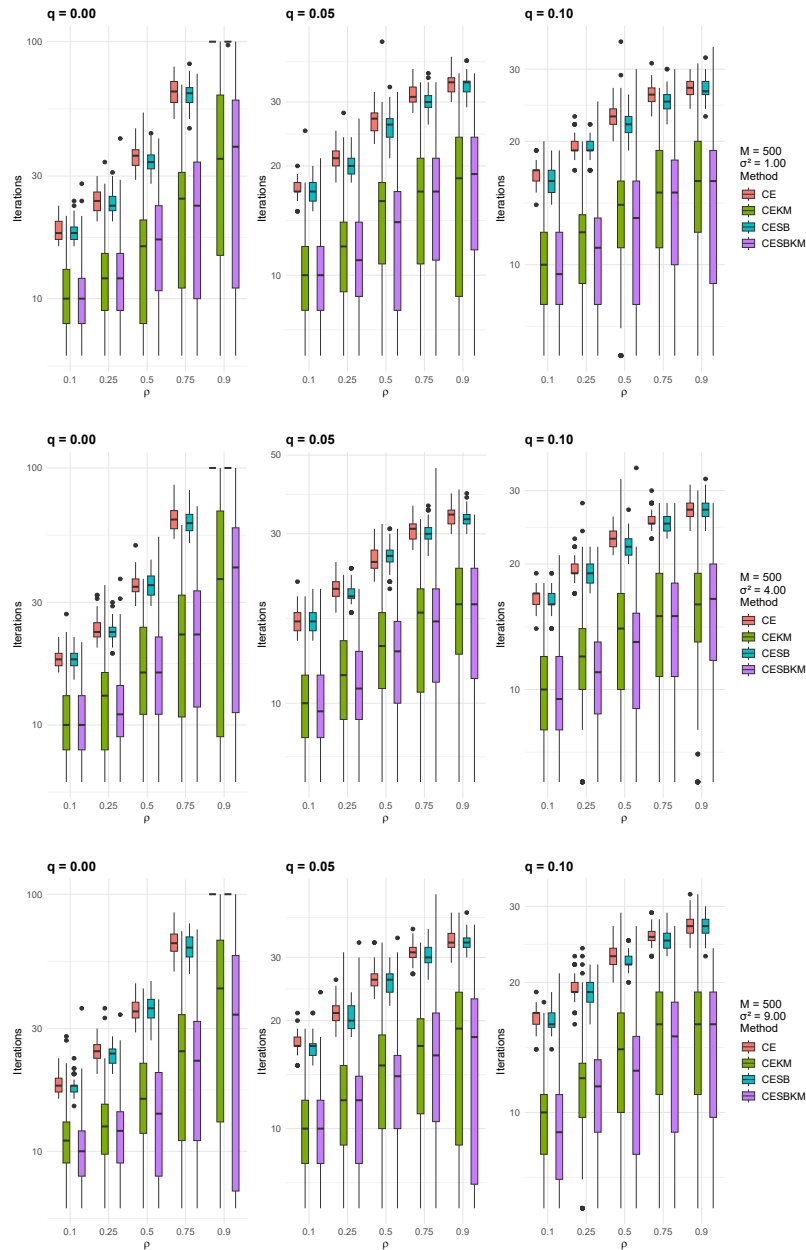 q = 0.00
q = 0.05
q = 0.10
100
30
10
Iterations
0.1
0.25
0.5
0.75
0.9
ρ
30
20
10
Iterations
0.1
0.25
0.5
0.75
0.9
ρ
30
20
10
Iterations
0.1
0.25
0.5
0.75
0.9
ρ
M = 500
σ² = 1.00
Method
CE
CEKM
CESB
CESBKM
q = 0.00
q = 0.05
q = 0.10
100
30
10
Iterations
0.1
0.25
0.5
0.75
0.9
ρ
50
30
10
Iterations
0.1
0.25
0.5
0.75
0.9
ρ
30
20
10
Iterations
0.1
0.25
0.5
0.75
0.9
ρ
M = 500
σ² = 4.00
Method
CE
CEKM
CESB
CESBKM
q = 0.00
q = 0.05
q = 0.10
100
30
10
Iterations
0.1
0.25
0.5
0.75
0.9
ρ
30
20
10
Iterations
0.1
0.25
0.5
0.75
0.9
ρ
30
20
10
Iterations
0.1
0.25
0.5
0.75
0.9
ρ
M = 500
σ² = 9.00
Method
CE
CEKM
CESB
CESBKM